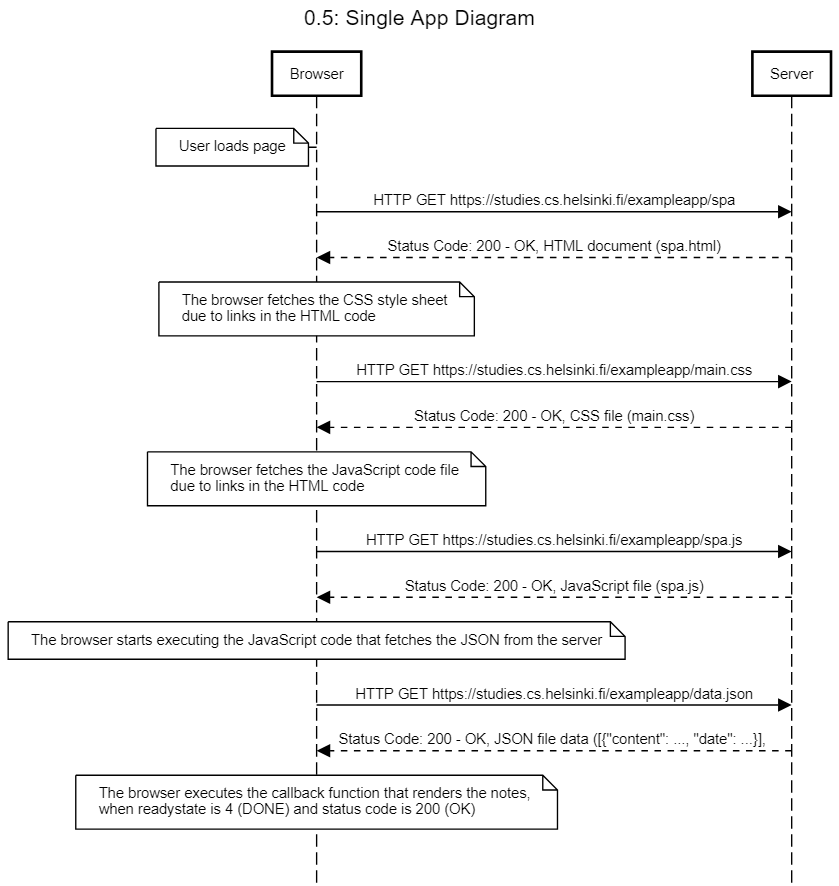 0.5: Single App Diagram
Browser
Server
User loads page
HTTP GET https://studies.cs.helsinki.fi/exampleapp/spa
Status Code: 200 - OK, HTML document (spa.html)
The browser fetches the CSS style sheet
due to links in the HTML code
HTTP GET https://studies.cs.helsinki.fi/exampleapp/main.css
Status Code: 200 - OK, CSS file (main.css)
The browser fetches the JavaScript code file
due to links in the HTML code
HTTP GET https://studies.cs.helsinki.fi/exampleapp/spa.js
Status Code: 200 - OK, JavaScript file (spa.js)
The browser starts executing the JavaScript code that fetches the JSON from the server
HTTP GET https://studies.cs.helsinki.fi/exampleapp/data.json
Status Code: 200 - OK, JSON file data ([{"content": ..., "date": ...}],
The browser executes the callback function that renders the notes,
when readystate is 4 (DONE) and status code is 200 (OK)